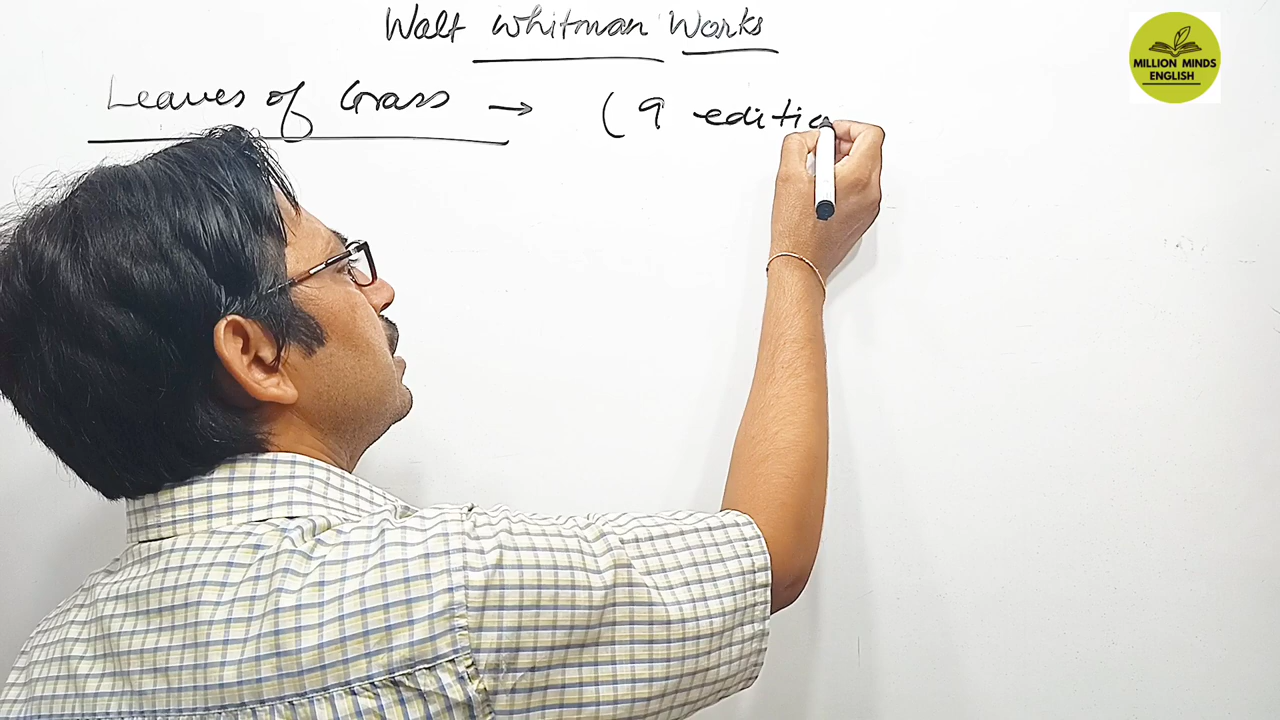 Walt Whitman Works
Leaves of Grass → (9 editio
MILLION MINDS
ENGLISH